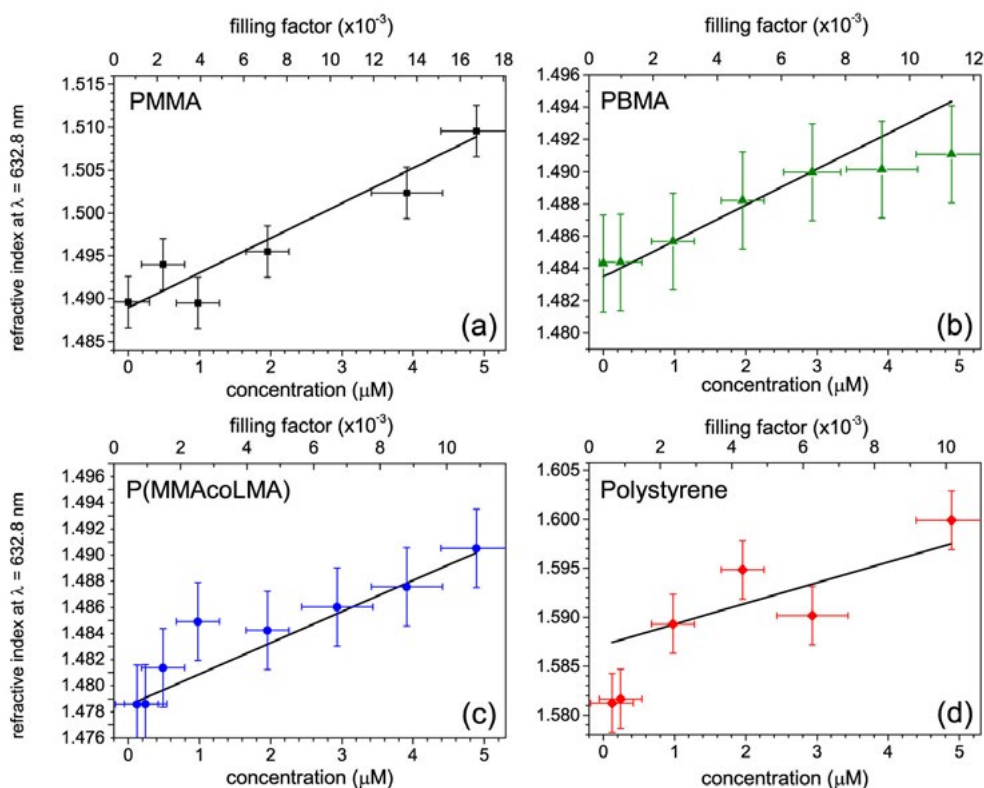 filling factor (x10⁻³)
0 2 4 6 8 10 12 14 16 18
1.515
1.510
1.505
1.500
1.495
1.490
1.485
refractive index at λ = 632.8 nm
PMMA
(a)
0 1 2 3 4 5
concentration (μM)
filling factor (x10⁻³)
0 2 4 6 8 10 12
1.496
1.494
1.492
1.490
1.488
1.486
1.484
1.482
1.480
PBMA
(b)
0 1 2 3 4 5
concentration (μM)
filling factor (x10⁻³)
0 2 4 6 8 10
1.496
1.494
1.492
1.490
1.488
1.486
1.484
1.482
1.480
1.478
1.476
refractive index at λ = 632.8 nm
P(MMAcoLMA)
(c)
0 1 2 3 4 5
concentration (μM)
filling factor (x10⁻³)
0 2 4 6 8 10
1.605
1.600
1.595
1.590
1.585
1.580
Polystyrene
(d)
0 1 2 3 4 5
concentration (μM)